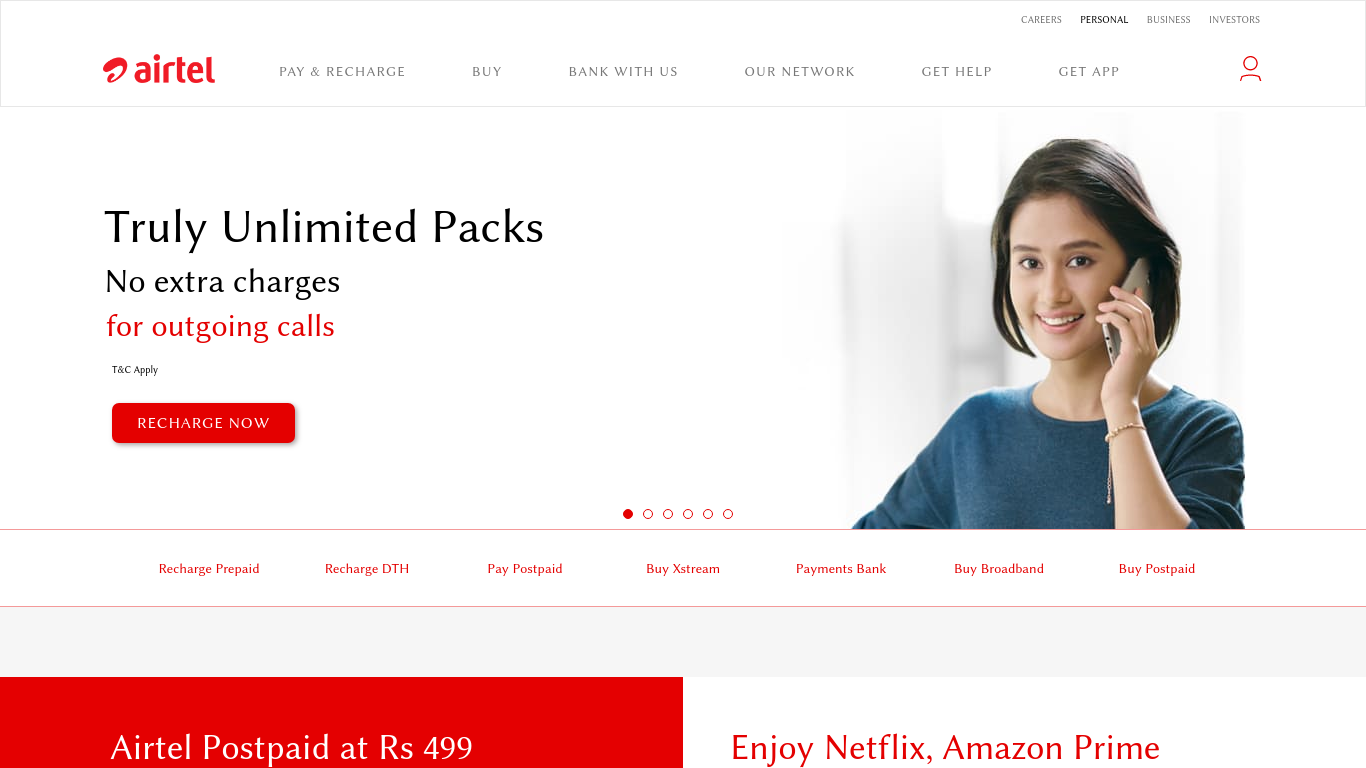 CAREERS PERSONAL BUSINESS INVESTORS
airtel PAY & RECHARGE BUY BANK WITH US OUR NETWORK GET HELP GET APP
Truly Unlimited Packs
No extra charges
for outgoing calls
T&C Apply
RECHARGE NOW
Recharge Prepaid Recharge DTH Pay Postpaid Buy Xstream Payments Bank Buy Broadband Buy Postpaid
Airtel Postpaid at Rs 499
Enjoy Netflix, Amazon Prime